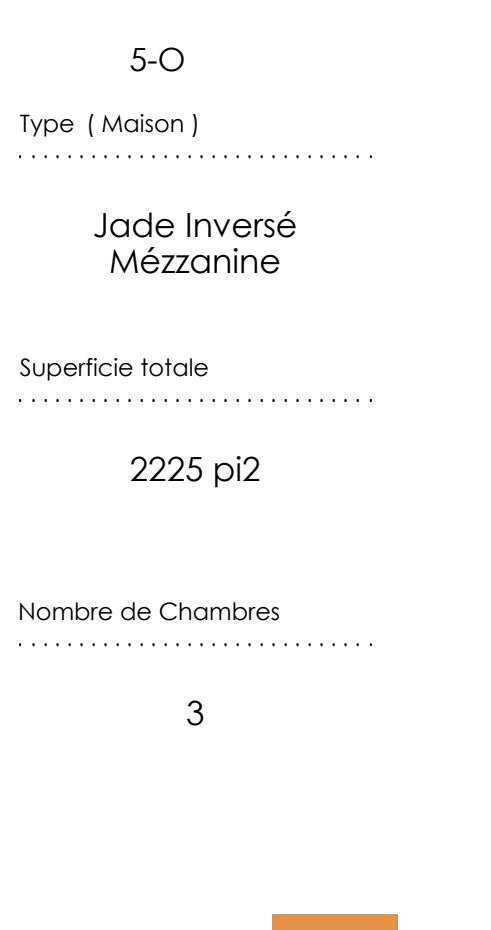 5-O
Type ( Maison )
Jade Inversé
Mézzanine
Superficie totale
2225 pi2
Nombre de Chambres
3